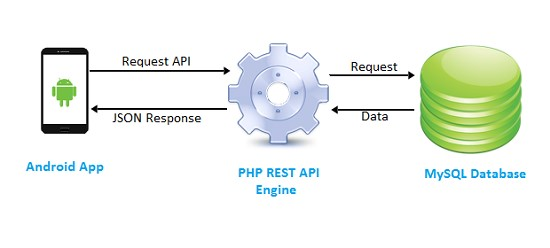 Request API
Request
JSON Response
Data
Android App
PHP REST API
Engine
MySQL Database